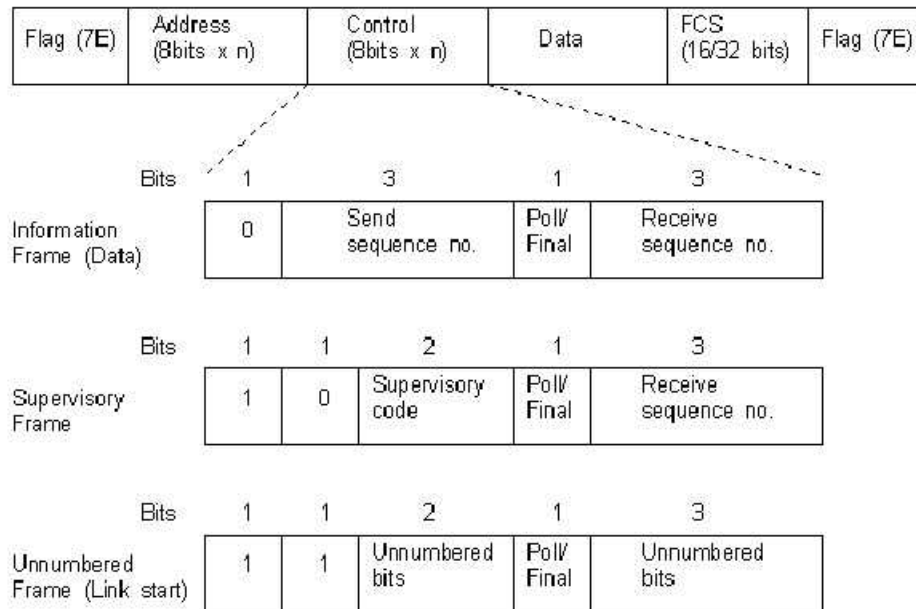 Flag (7E) Address (8bits x n) Control (8bits x n) Data FCS (16/32 bits) Flag (7E)
Bits 1 3 1 3
Information Frame (Data) 0 Send sequence no. Poll/ Final Receive sequence no.
Bits 1 1 2 1 3
Supervisory Frame 1 0 Supervisory code Poll/ Final Receive sequence no.
Bits 1 1 2 1 3
Unnumbered Frame (Link start) 1 1 Unnumbered bits Poll/ Final Unnumbered bits